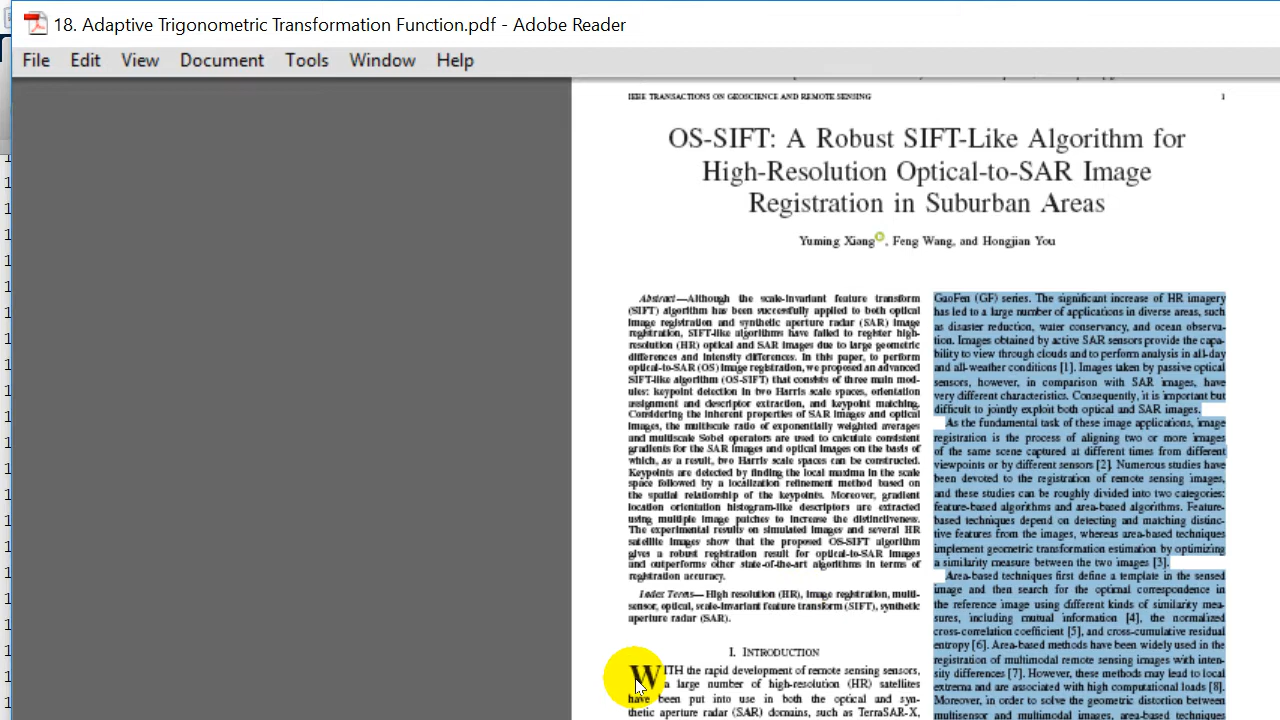 18. Adaptive Trigonometric Transformation Function.pdf - Adobe Reader
File Edit View Document Tools Window Help
IEEE TRANSACTIONS ON GEOSCIENCE AND REMOTE SENSING 1
OS-SIFT: A Robust SIFT-Like Algorithm for
High-Resolution Optical-to-SAR Image
Registration in Suburban Areas
Yuming Xiang, Feng Wang, and Hongjian You
Abstract—Although the scale-invariant feature transform
(SIFT) algorithm has been successfully applied to both optical
image registration and synthetic aperture radar (SAR) image
registration, SIFT-like algorithms have failed to register high-
resolution (HR) optical and SAR images due to large geometric
differences and intensity differences. In this paper, to perform
optical-to-SAR (OS) image registration, we proposed an advanced
SIFT-like algorithm (OS-SIFT) that consists of three main mod-
ules: keypoint detection in two Harris scale spaces, orientation
assignment and descriptor extraction, and keypoint matching.
Considering the inherent properties of SAR images and optical
images, the multiscale ratio of exponentially weighted averages
and multiscale Sobel operators are used to calculate consistent
gradients for the SAR images and optical images on the basis of
which, as a result, two Harris scale spaces can be constructed.
Keypoints are detected by finding the local maxima in the scale
space followed by a localization refinement method based on
the spatial relationship of the keypoints. Moreover, gradient
location orientation histogram-like descriptors are extracted
using multiple image patches to increase the distinctiveness.
The experimental results on simulated images and several HR
satellite images show that the proposed OS-SIFT algorithm
gives a robust registration result for optical-to-SAR images
and outperforms other state-of-the-art algorithms in terms of
registration accuracy.
Index Terms—High resolution (HR), image registration, multi-
sensor, optical, scale-invariant feature transform (SIFT), synthetic
aperture radar (SAR).
I. INTRODUCTION
WITH the rapid development of remote sensing sensors,
a large number of high-resolution (HR) satellites
have been put into use in both the optical and syn-
thetic aperture radar (SAR) domains, such as TerraSAR-X,
GaoFen (GF) series. The significant increase of HR imagery
has led to a large number of applications in diverse areas, such
as disaster reduction, water conservancy, and ocean observa-
tion. Images obtained by active SAR sensors provide the capa-
bility to view through clouds and to perform analysis in all-day
and all-weather conditions [1]. Images taken by passive optical
sensors, however, in comparison with SAR images, have
very different characteristics. Consequently, it is important but
difficult to jointly exploit both optical and SAR images.
As the fundamental task of these image applications, image
registration is the process of aligning two or more images
of the same scene captured at different times from different
viewpoints or by different sensors [2]. Numerous studies have
been devoted to the registration of remote sensing images,
and these studies can be roughly divided into two categories:
feature-based algorithms and area-based algorithms. Feature-
based techniques depend on detecting and matching distinc-
tive features from the images, whereas area-based techniques
implement geometric transformation estimation by optimizing
a similarity measure between the two images [3].
Area-based techniques first define a template in the sensed
image and then search for the optimal correspondence in
the reference image using different kinds of similarity mea-
sures, including mutual information [4], the normalized
cross-correlation coefficient [5], and cross-cumulative residual
entropy [6]. Area-based methods have been widely used in the
registration of multimodal remote sensing images with inten-
sity differences [7]. However, these methods may lead to local
extrema and are associated with high computational loads [8].
Moreover, in order to solve the geometric distortion between
multisensor and multimodal images, area-based techniques